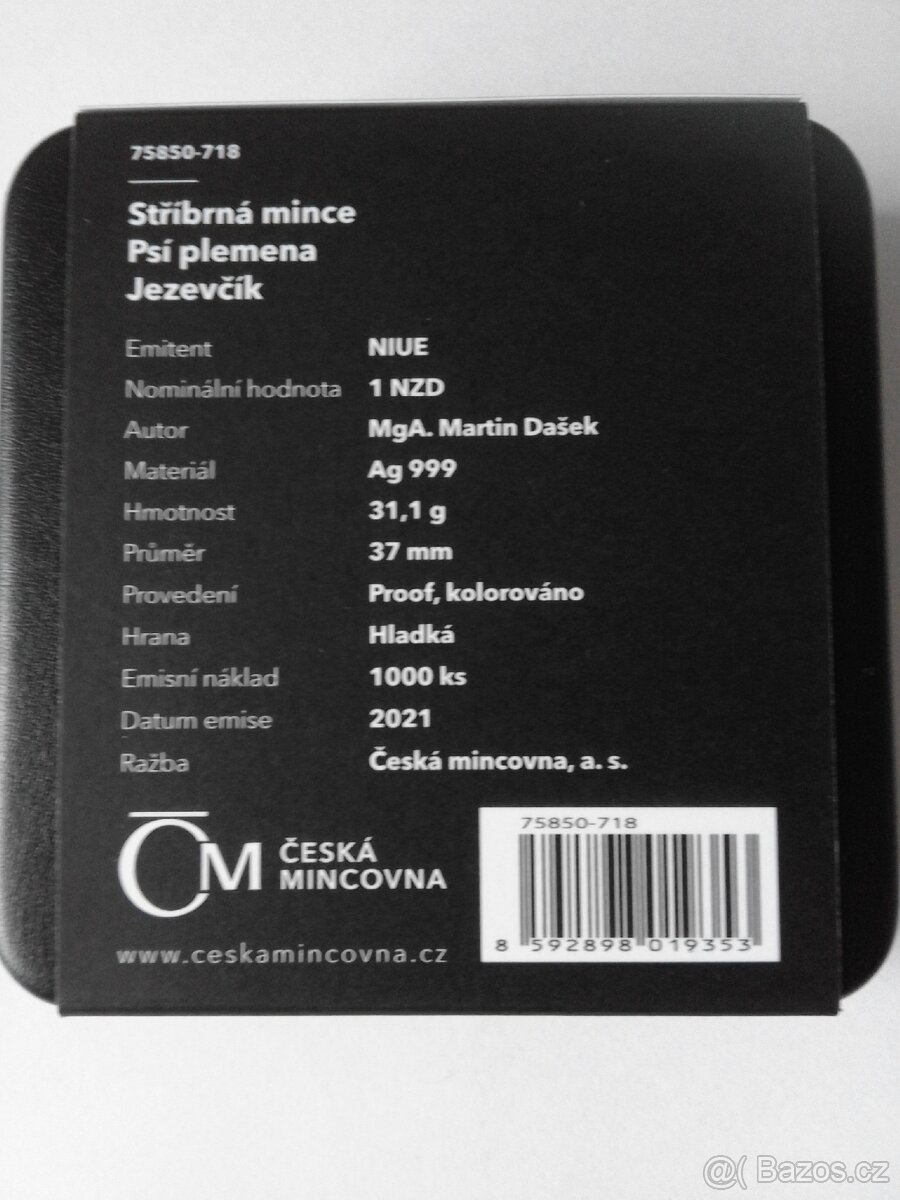 75850-718
Stříbrná mince
Psí plemena
Jezevčík
Emitent NIUE
Nominální hodnota 1 NZD
Autor MgA. Martin Dašek
Materiál Ag 999
Hmotnost 31,1 g
Průměr 37 mm
Provedení Proof, kolorováno
Hrana Hladká
Emisní náklad 1000 ks
Datum emise 2021
Ražba Česká mincovna, a. s.
ČM ČESKÁ
MINCOVNA
www.ceskamincovna.cz
75850-718
8 592898 019353
@( Bazos.cz